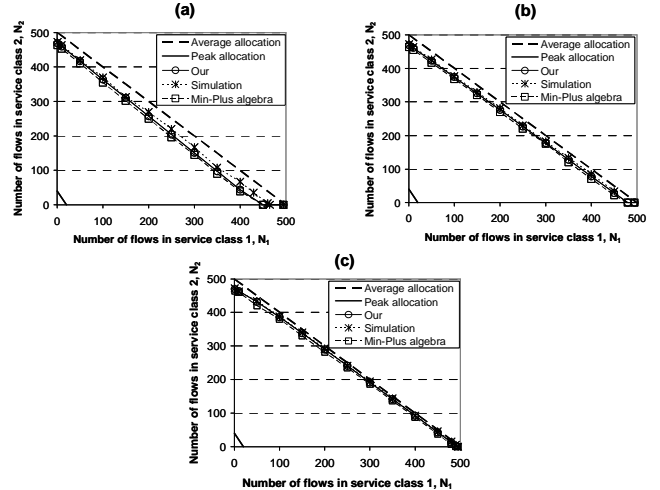 (a)
Number of flows in service class 2, N2
500
400
300
200
100
0
Average allocation
Peak allocation
Our
Simulation
Min-Plus algebra
0 100 200 300 400 500
Number of flows in service class 1, N1
(b)
Number of flows in service class 2, N2
500
400
300
200
100
0
Average allocation
Peak allocation
Our
Simulation
Min-Plus algebra
0 100 200 300 400 500
Number of flows in service class 1, N1
(c)
Number of flows in service class 2, N2
500
400
300
200
100
0
Average allocation
Peak allocation
Our
Simulation
Min-Plus algebra
0 100 200 300 400 500
Number of flows in service class 1, N1